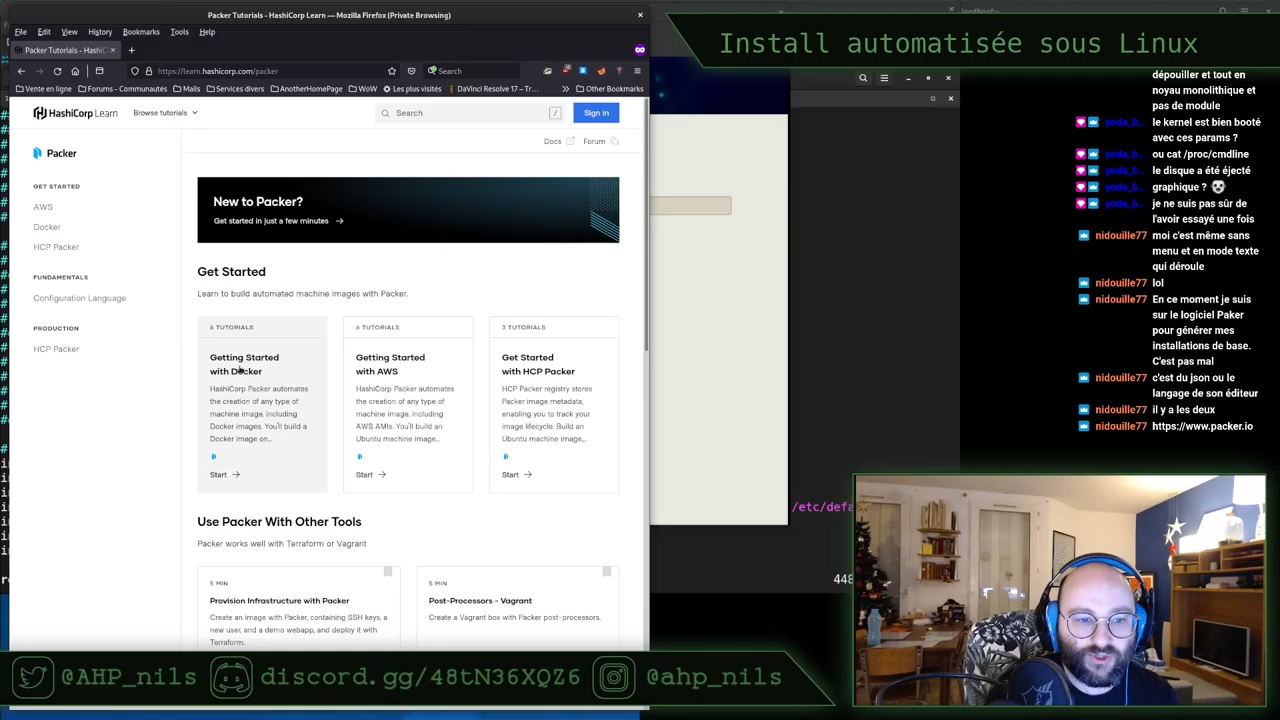 Packer Tutorials - HashiCorp Learn — Mozilla Firefox (Private Browsing)
File Edit View History Bookmarks Tools Help
Packer Tutorials - HashiC
https://learn.hashicorp.com/packer
Search
Vente en ligne Forums - Communautés Mails Services divers AnotherHomePage WoW Les plus visités DaVinci Resolve 17 – Tr… Other Bookmarks
HashiCorp Learn
Browse tutorials
Search /
Sign In
Docs Forum
Packer
GET STARTED
AWS
Docker
HCP Packer
FUNDAMENTALS
Configuration Language
PRODUCTION
HCP Packer
New to Packer?
Get started in just a few minutes
Get Started
Learn to build automated machine images with Packer.
6 TUTORIALS
Getting Started
with Docker
HashiCorp Packer automates
the creation of any type of
machine image, including
Docker images. You'll build a
Docker image on…
Start
6 TUTORIALS
Getting Started
with AWS
HashiCorp Packer automates
the creation of any type of
machine image, including
AWS AMIs. You'll build an
Ubuntu machine image…
Start
3 TUTORIALS
Get Started
with HCP Packer
HCP Packer registry stores
Packer image metadata,
enabling you to track your
image lifecycle. Build an
Ubuntu machine image,…
Start
Use Packer With Other Tools
Packer works well with Terraform or Vagrant
5 MIN
Provision Infrastructure with Packer
Create an image with Packer, containing SSH keys, a
new user, and a demo webapp, and deploy it with
Terraform.
5 MIN
Post-Processors - Vagrant
Create a Vagrant box with Packer post-processors.
/etc/defa
448
Install automatisée sous Linux
dépouiller et tout en
noyau monolithique et
pas de module
yoda_b… le kernel est bien booté
avec ces params ?
yoda_b… ou cat /proc/cmdline
yoda_b… le disque a été éjecté
yoda_b… graphique ?
yoda_b… je ne suis pas sûr de
l'avoir essayé une fois
nidouille77 moi c'est même sans
menu et en mode texte
qui déroule
nidouille77 lol
nidouille77 En ce moment je suis
sur le logiciel Paker
pour générer mes
installations de base.
C'est pas mal
nidouille77 c'est du json ou le
langage de son éditeur
nidouille77 il y a les deux
nidouille77 https://www.packer.io
@AHP_nils discord.gg/48tN36XQZ6 @ahp_nils